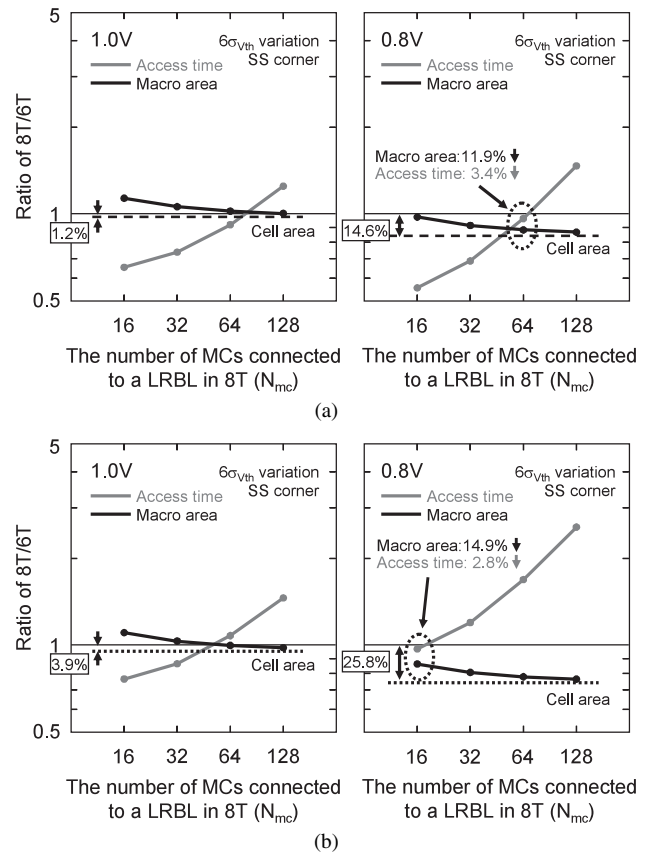 Ratio of 8T/6T
5
1
0.5
1.0V
6σVth variation
SS corner
Access time
Macro area
1.2%
Cell area
16 32 64 128
The number of MCs connected
to a LRBL in 8T (Nmc)
0.8V
6σVth variation
SS corner
Access time
Macro area
Macro area:11.9%
Access time: 3.4%
14.6%
Cell area
16 32 64 128
The number of MCs connected
to a LRBL in 8T (Nmc)
(a)
Ratio of 8T/6T
5
1
0.5
1.0V
6σVth variation
SS corner
Access time
Macro area
3.9%
Cell area
16 32 64 128
The number of MCs connected
to a LRBL in 8T (Nmc)
0.8V
6σVth variation
SS corner
Access time
Macro area
Macro area:14.9%
Access time: 2.8%
25.8%
Cell area
16 32 64 128
The number of MCs connected
to a LRBL in 8T (Nmc)
(b)